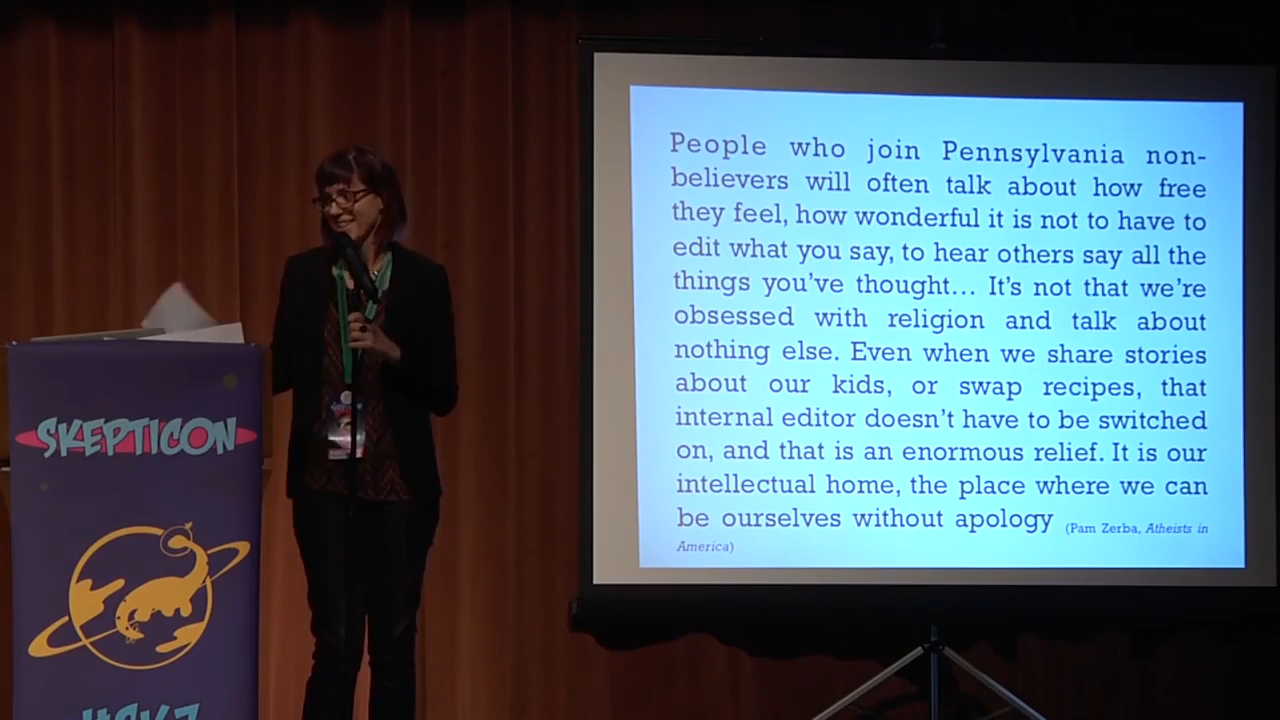 SKEPTICON
People who join Pennsylvania non-
believers will often talk about how free
they feel, how wonderful it is not to have to
edit what you say, to hear others say all the
things you've thought... It's not that we're
obsessed with religion and talk about
nothing else. Even when we share stories
about our kids, or swap recipes, that
internal editor doesn't have to be switched
on, and that is an enormous relief. It is our
intellectual home, the place where we can
be ourselves without apology (Pam Zerba, Atheists in
America)